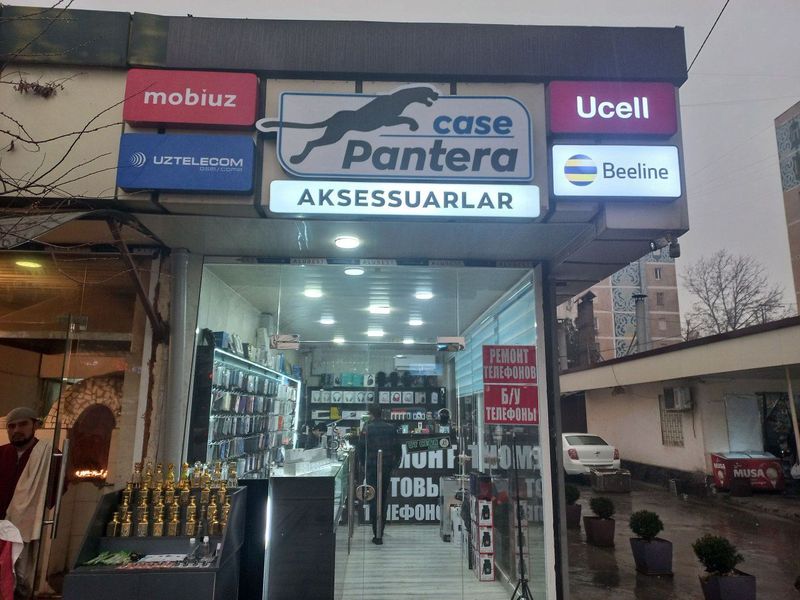 mobiuz
UZTELECOM
case
Pantera
AKSESSUARLAR
Ucell
Beeline
РЕМОНТ
ТЕЛЕФОНОВ
Б/У
ТЕЛЕФОНЫ
MUSA